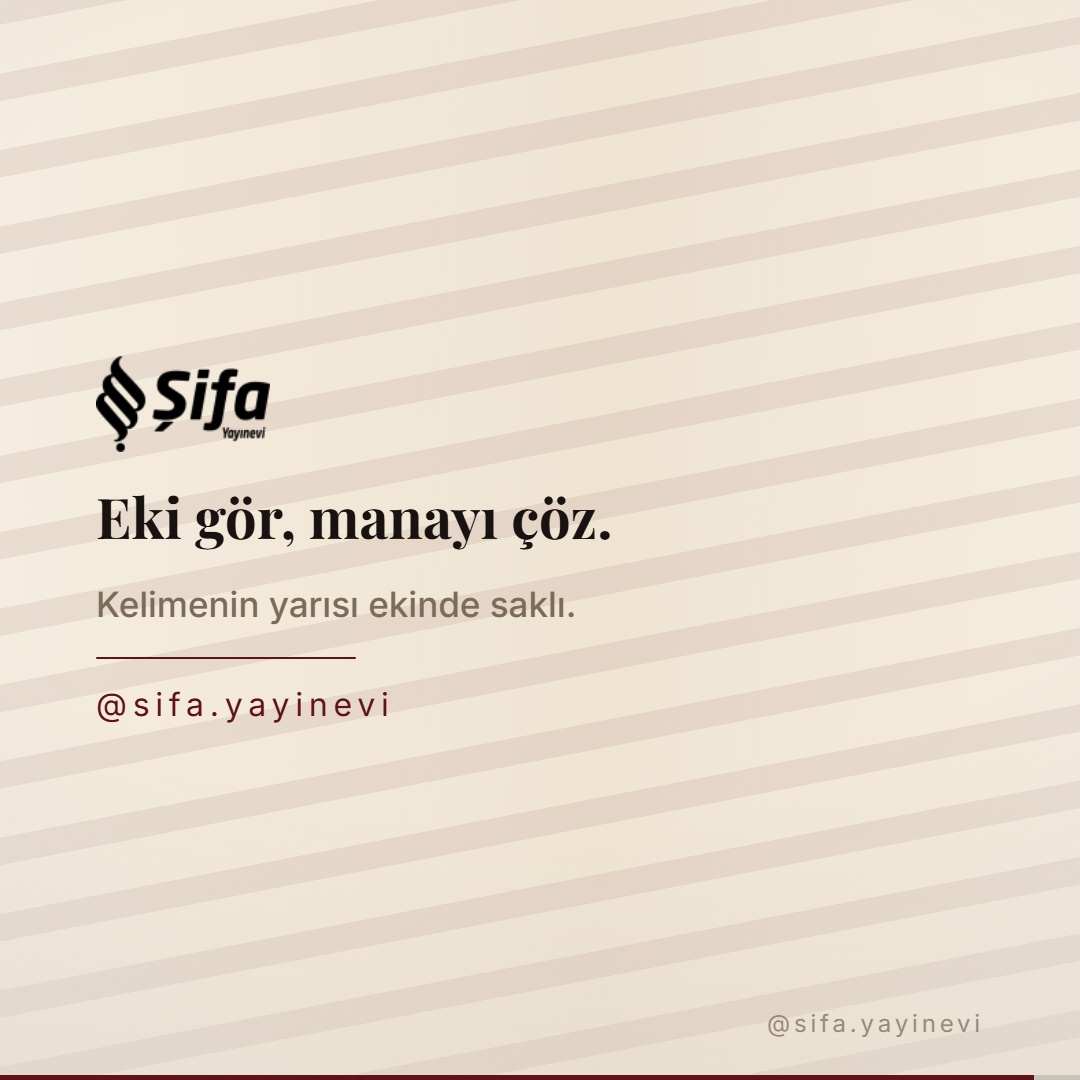 Şifa
Yayınevi
Eki gör, manayı çöz.
Kelimenin yarısı ekinde saklı.
@sifa.yayinevi
@sifa.yayinevi